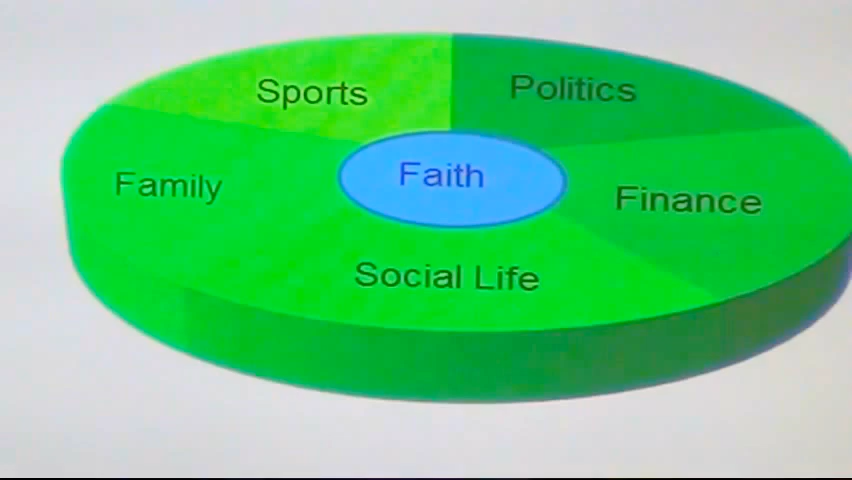 Sports
Politics
Family
Faith
Finance
Social Life